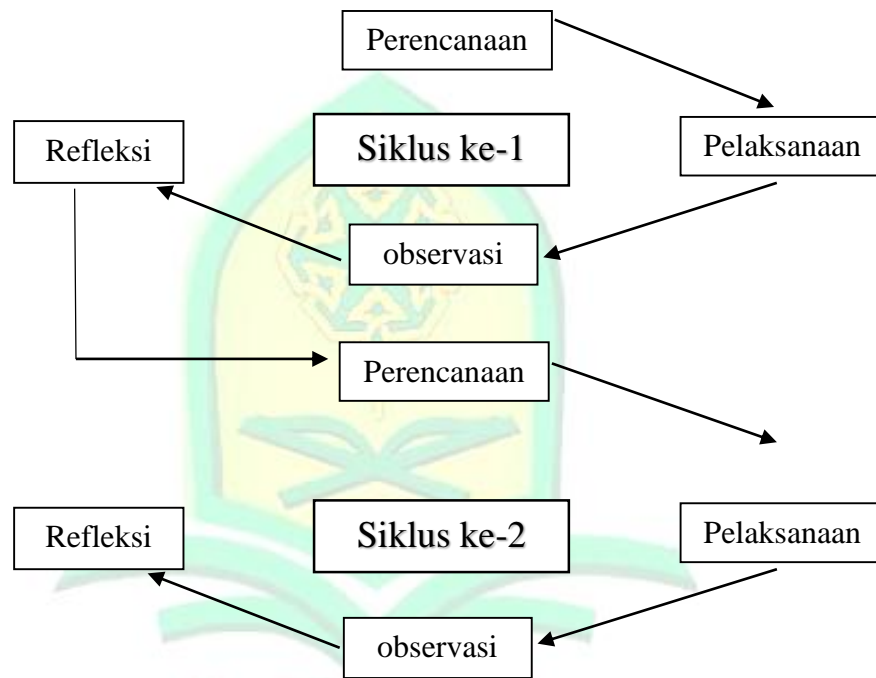 Perencanaan
Refleksi
Siklus ke-1
Pelaksanaan
observasi
Perencanaan
Refleksi
Siklus ke-2
Pelaksanaan
observasi